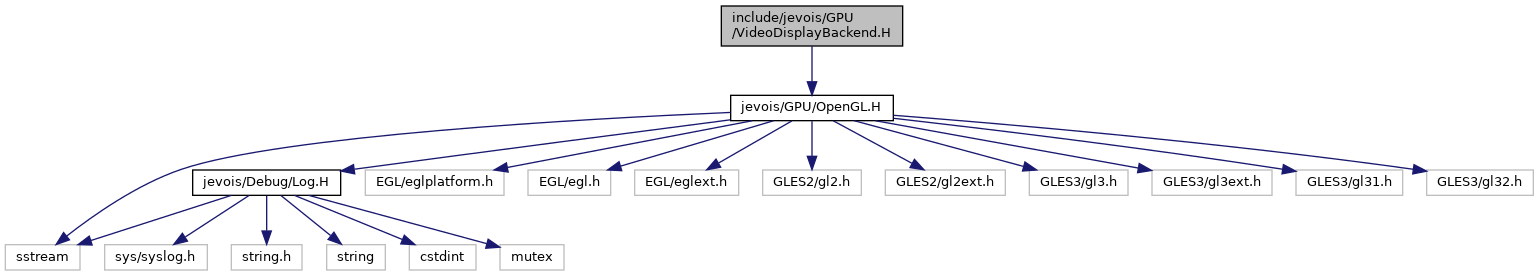 include/jevois/GPU
/VideoDisplayBackend.H
jevois/GPU/OpenGL.H
jevois/Debug/Log.H
EGL/eglplatform.h
EGL/egl.h
EGL/eglext.h
GLES2/gl2.h
GLES2/gl2ext.h
GLES3/gl3.h
GLES3/gl3ext.h
GLES3/gl31.h
GLES3/gl32.h
sstream
sys/syslog.h
string.h
string
cstdint
mutex